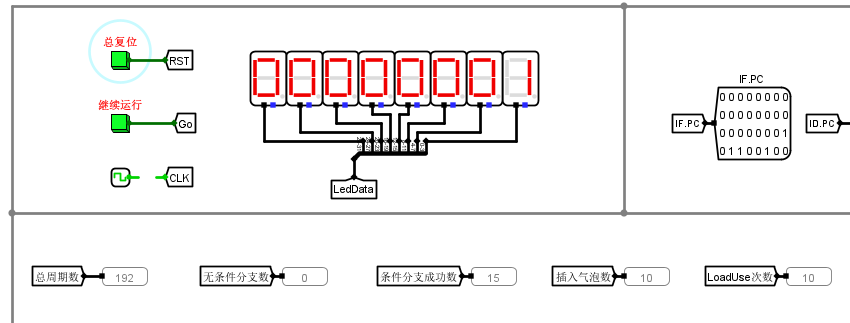 总复位
RST
继续运行
Go
CLK
00000001
LedData
IF.PC
IF.PC
00000000
00000000
00000001
01100100
ID.PC
总周期数 192
无条件分支数 0
条件分支成功数 15
插入气泡数 10
LoadUse次数 10